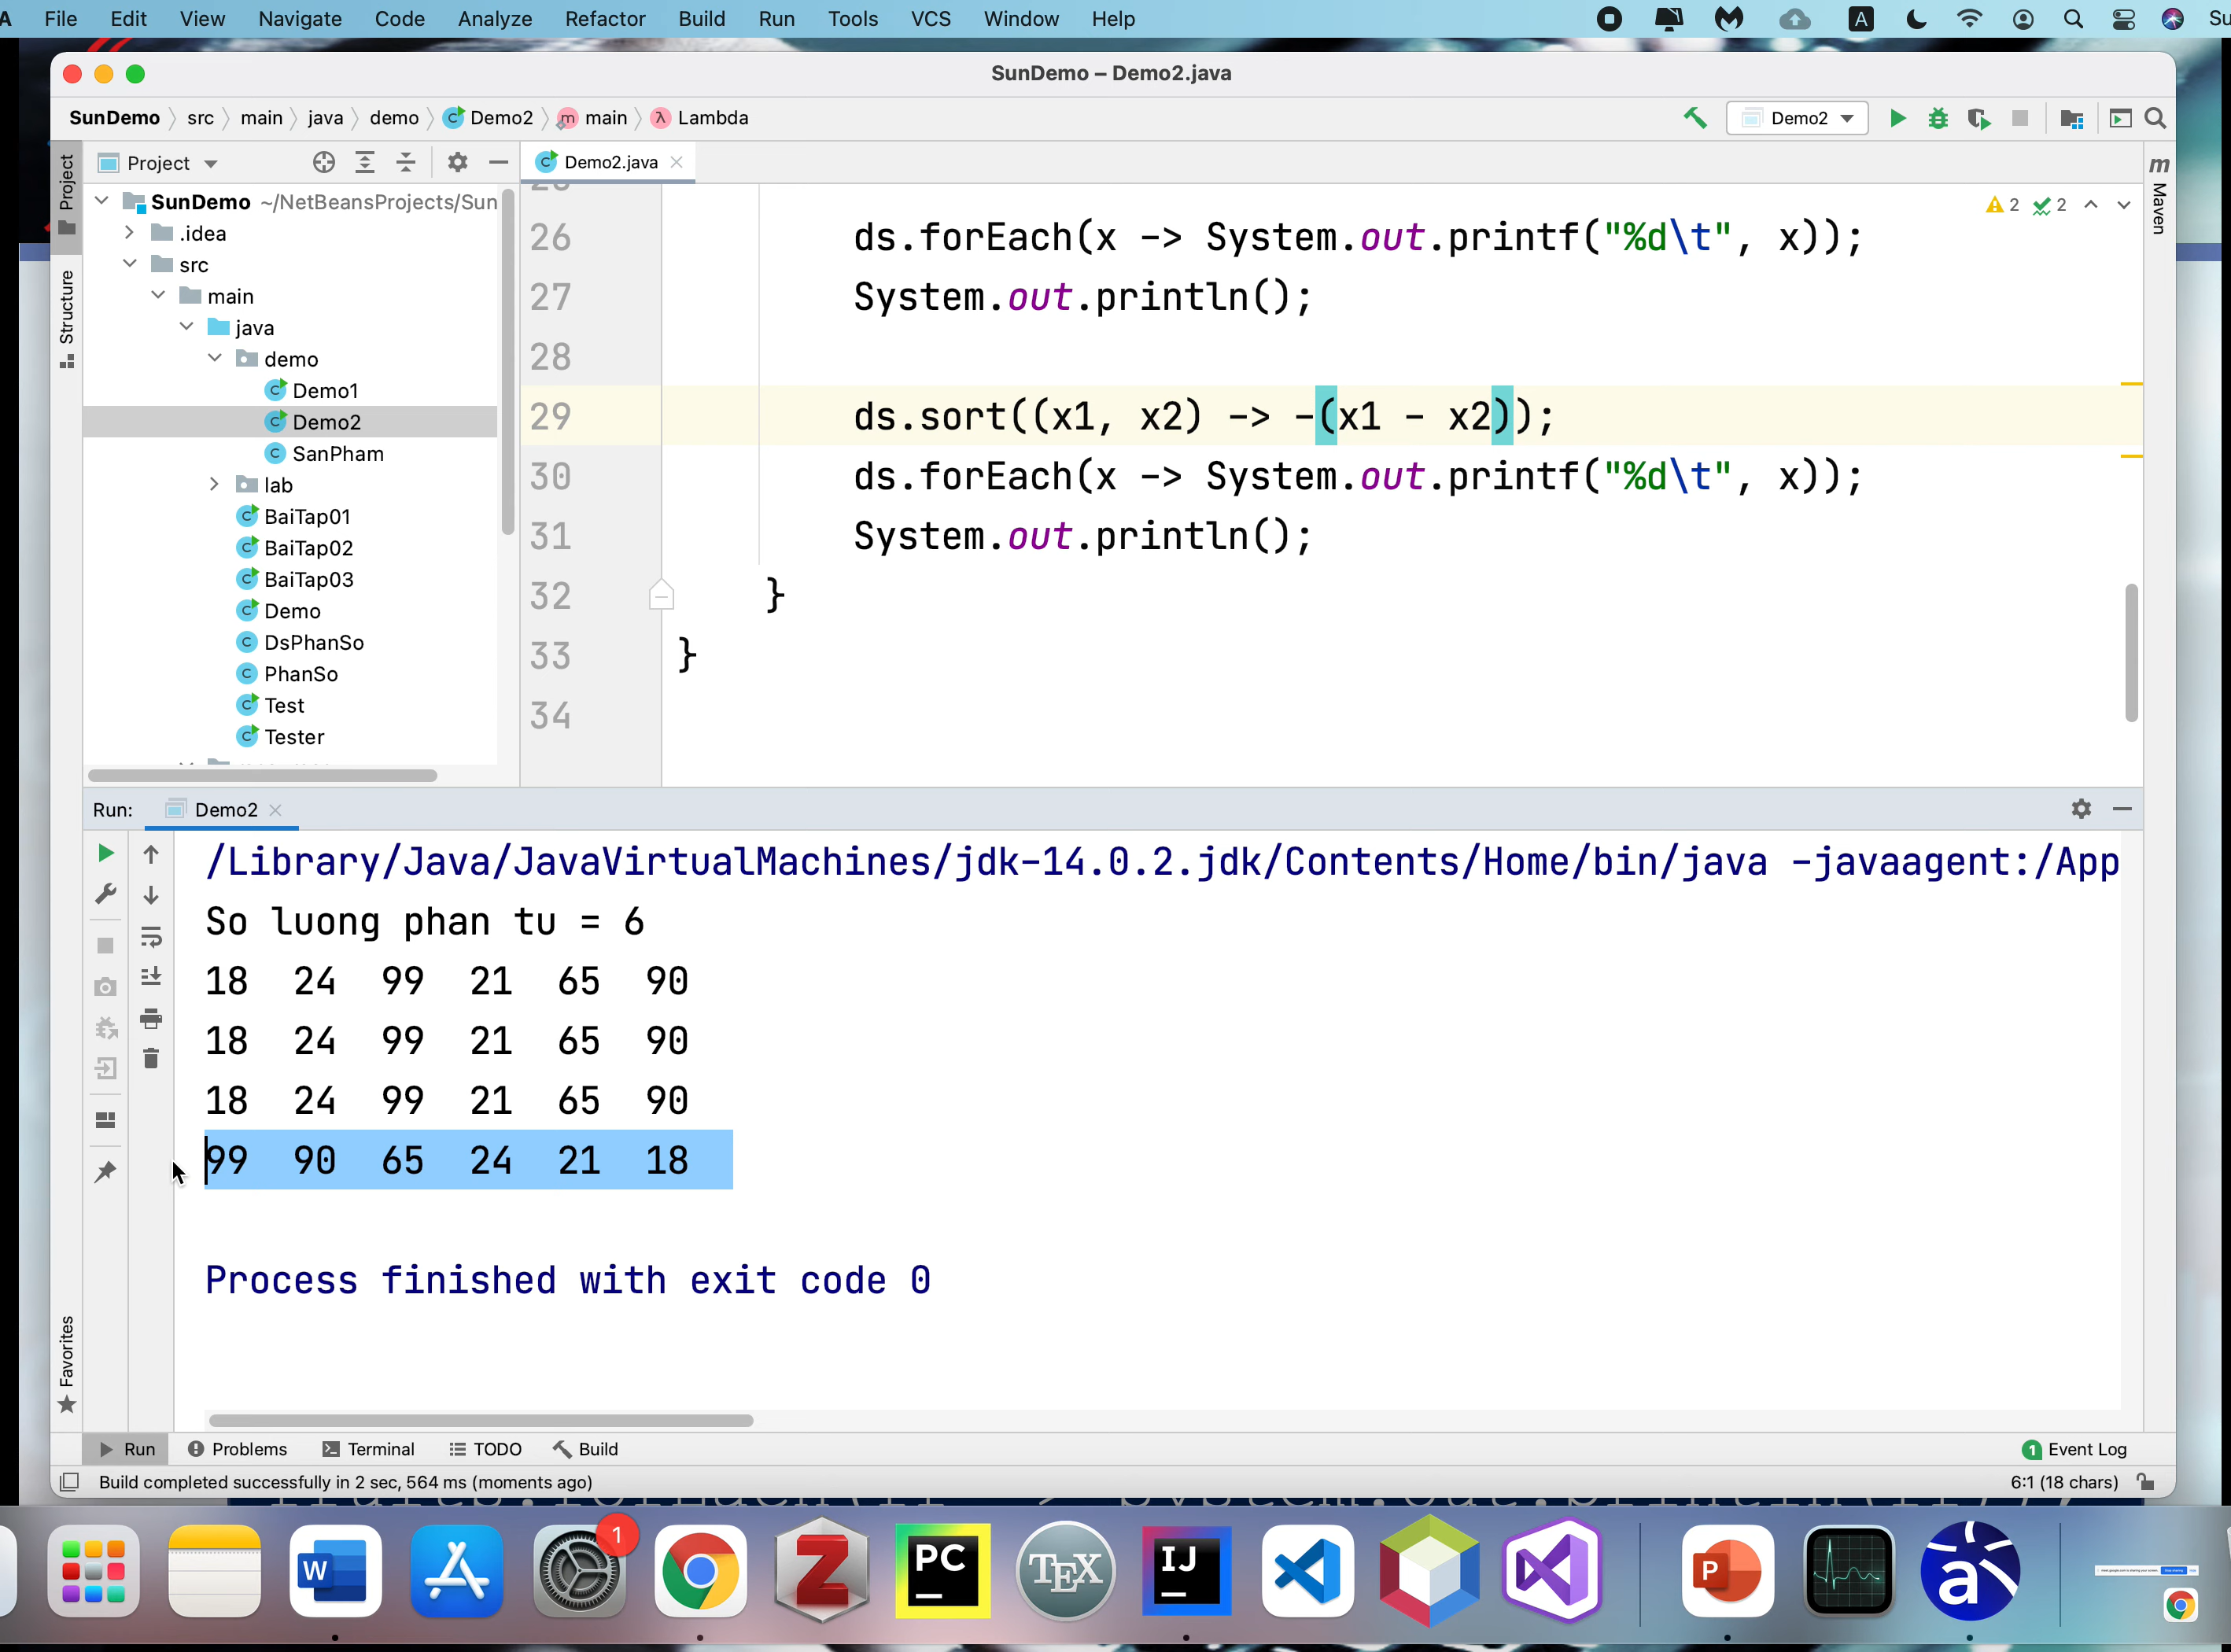 File Edit View Navigate Code Analyze Refactor Build Run Tools VCS Window Help
SunDemo – Demo2.java
SunDemo src main java demo Demo2 main Lambda
Demo2
Project
Demo2.java
Project
Structure
Favorites
Maven
SunDemo ~/NetBeansProjects/Sun
.idea
src
main
java
demo
Demo1
Demo2
SanPham
lab
BaiTap01
BaiTap02
BaiTap03
Demo
DsPhanSo
PhanSo
Test
Tester
2 2
26 ds.forEach(x -> System.out.printf("%d\t", x));
27 System.out.println();
28
29 ds.sort((x1, x2) -> -(x1 - x2));
30 ds.forEach(x -> System.out.printf("%d\t", x));
31 System.out.println();
32 }
33 }
34
Run: Demo2
/Library/Java/JavaVirtualMachines/jdk-14.0.2.jdk/Contents/Home/bin/java -javaagent:/App
So luong phan tu = 6
18 24 99 21 65 90
18 24 99 21 65 90
18 24 99 21 65 90
99 90 65 24 21 18
Process finished with exit code 0
Run Problems Terminal TODO Build
1 Event Log
Build completed successfully in 2 sec, 564 ms (moments ago)
6:1 (18 chars)
W 1 Z PC TEX IJ P a